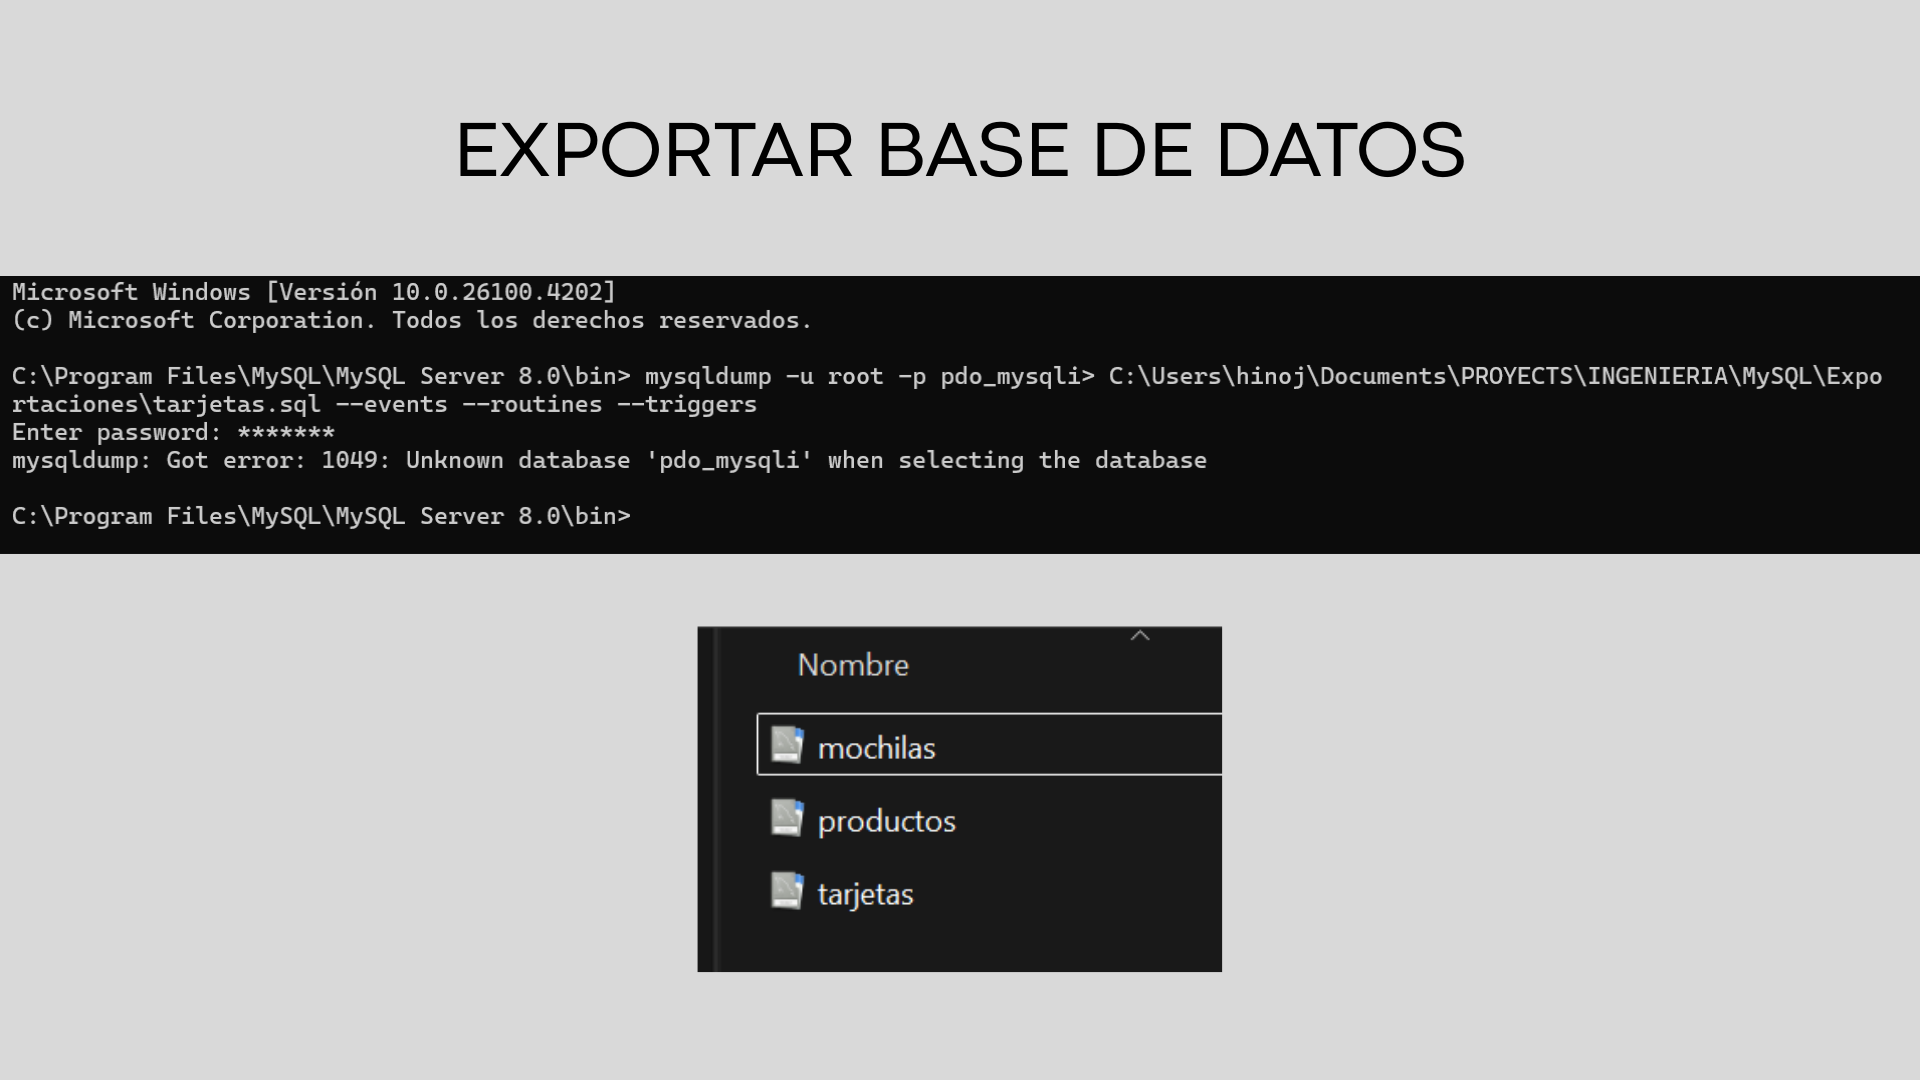 EXPORTAR BASE DE DATOS
Microsoft Windows [Versión 10.0.26100.4202]
(c) Microsoft Corporation. Todos los derechos reservados.
C:\Program Files\MySQL\MySQL Server 8.0\bin> mysqldump -u root -p pdo_mysqli> C:\Users\hinoj\Documents\PROYECTS\INGENIERIA\MySQL\Expo
rtaciones\tarjetas.sql --events --routines --triggers
Enter password: *******
mysqldump: Got error: 1049: Unknown database 'pdo_mysqli' when selecting the database
C:\Program Files\MySQL\MySQL Server 8.0\bin>
Nombre
mochilas
productos
tarjetas